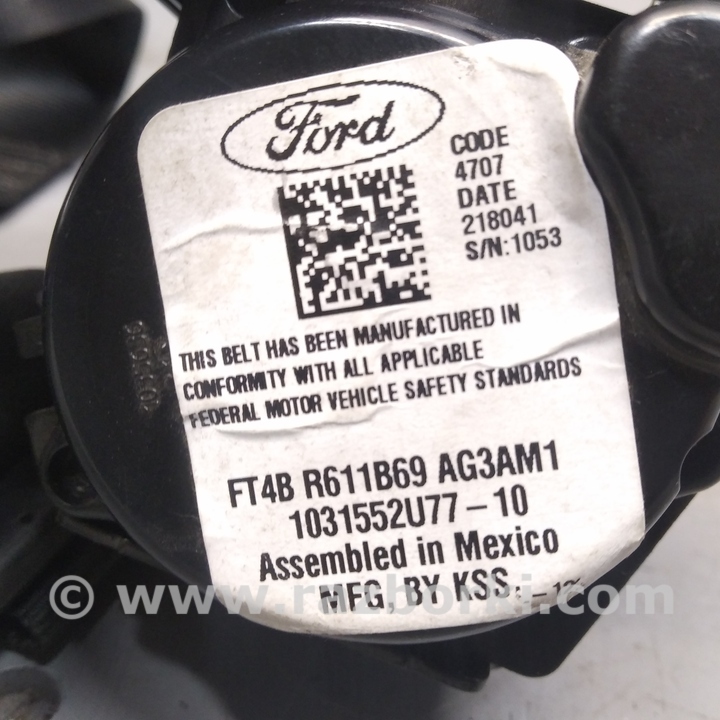 Ford
CODE
4707
DATE
218041
S/N:1053
THIS BELT HAS BEEN MANUFACTURED IN
CONFORMITY WITH ALL APPLICABLE
FEDERAL MOTOR VEHICLE SAFETY STANDARDS
FT4B R611B69 AG3AM1
1031552U77-10
Assembled in Mexico
MFG. BY KSS
© www.razborki.com